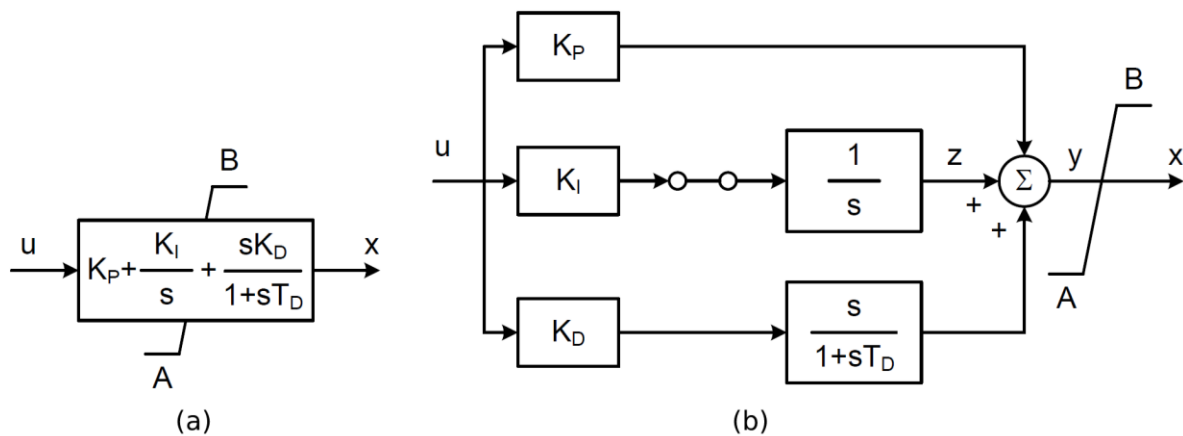 B
u
K_P + K_I/s + sK_D/(1+sT_D)
x
A
(a)
K_P
B
u
K_I
1/s
z
Σ
y
x
+
+
A
K_D
s/(1+sT_D)
(b)